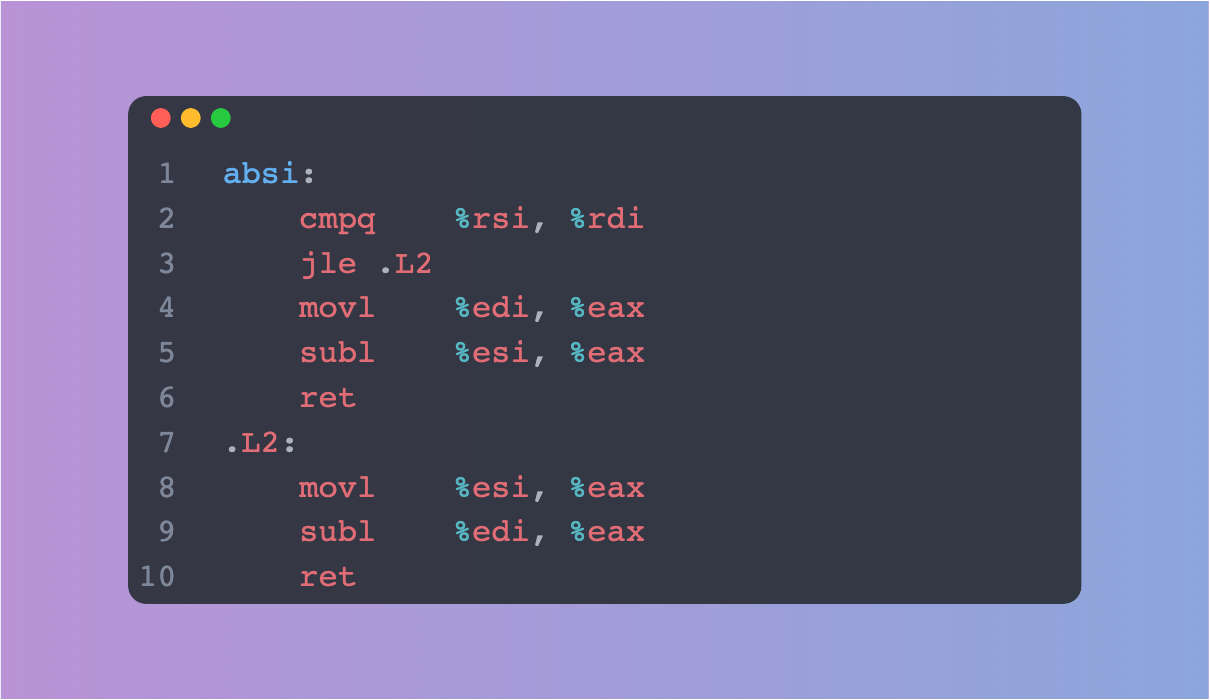 1 absi:
2 cmpq %rsi, %rdi
3 jle .L2
4 movl %edi, %eax
5 subl %esi, %eax
6 ret
7 .L2:
8 movl %esi, %eax
9 subl %edi, %eax
10 ret